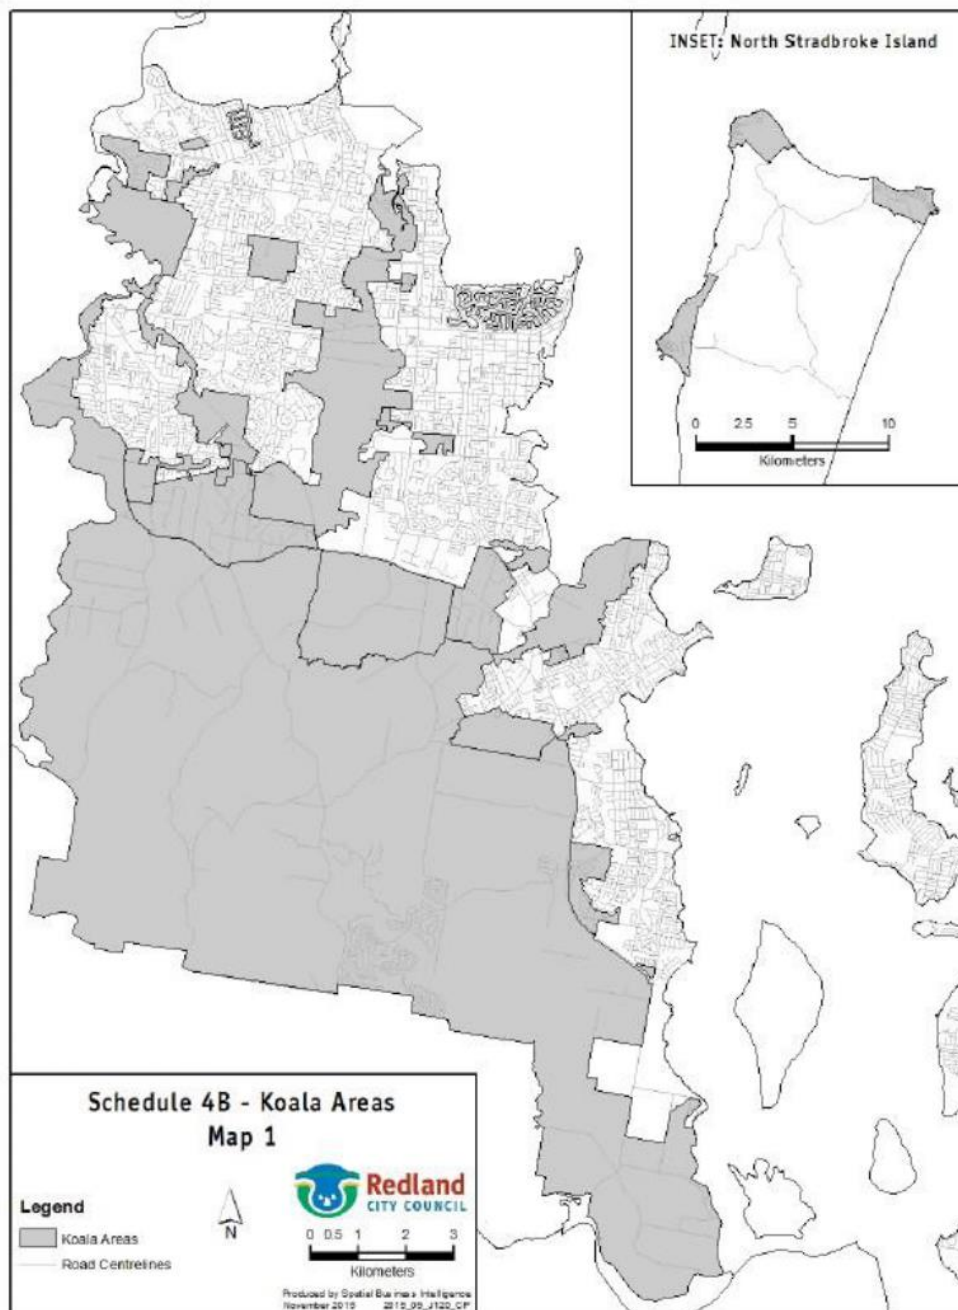 INSET: North Stradbroke Island
0 2.5 5 10
Kilometers
Schedule 4B - Koala Areas
Map 1
Legend
Koala Areas
Road Centrelines
N
Redland
CITY COUNCIL
0 0.5 1 2 3
Kilometers
Produced by Spatial Business Intelligence
November 2015